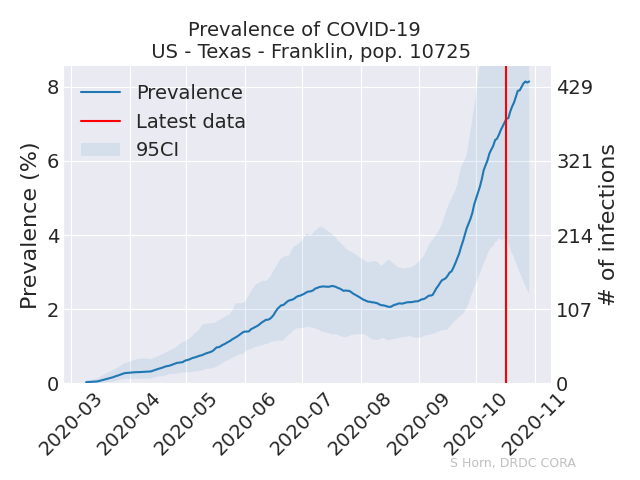 Prevalence of COVID-19
US - Texas - Franklin, pop. 10725
Prevalence
Latest data
95CI
Prevalence (%)
8
6
4
2
0
429
321
214
107
0
# of infections
2020-03
2020-04
2020-05
2020-06
2020-07
2020-08
2020-09
2020-10
2020-11
S Horn, DRDC CORA